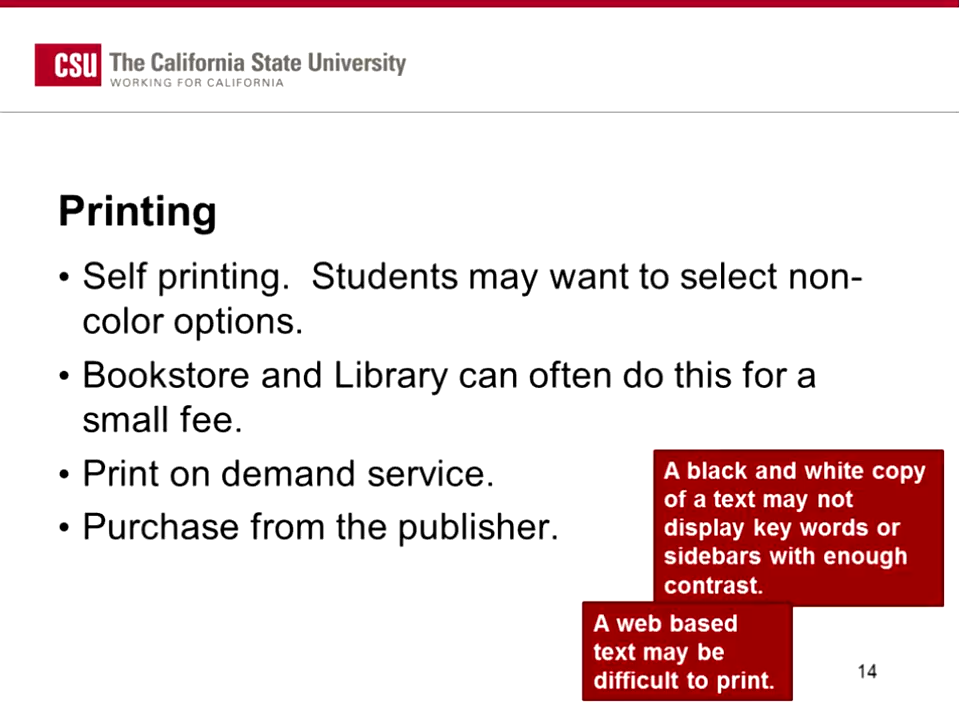 CSU The California State University
WORKING FOR CALIFORNIA
Printing
• Self printing.  Students may want to select non-
color options.
• Bookstore and Library can often do this for a
small fee.
• Print on demand service.
• Purchase from the publisher.
A black and white copy
of a text may not
display key words or
sidebars with enough
contrast.
A web based
text may be
difficult to print.
14